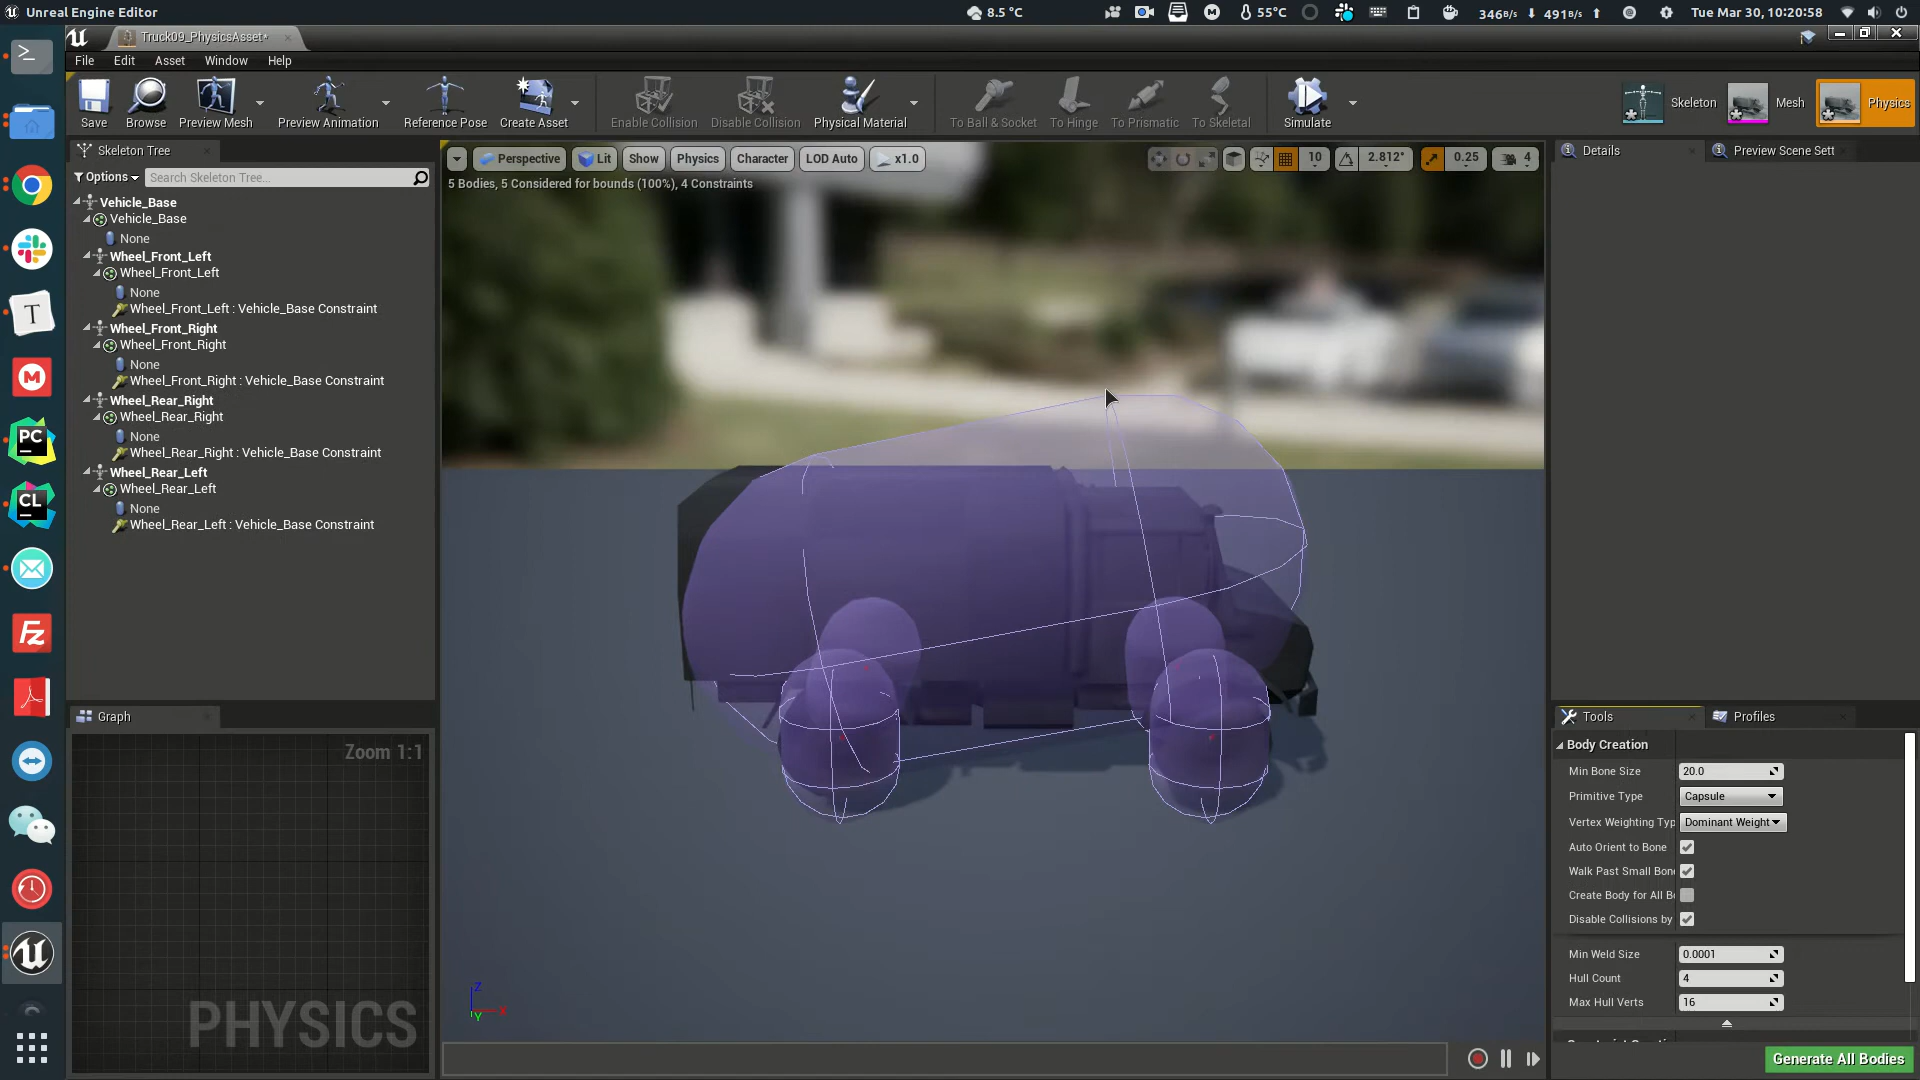 Unreal Engine Editor
8.5 °C
55°C
346B/s
491B/s
Tue Mar 30, 10:20:58
Truck09_PhysicsAsset*
File Edit Asset Window Help
Save
Browse
Preview Mesh
Preview Animation
Reference Pose
Create Asset
Enable Collision
Disable Collision
Physical Material
To Ball & Socket
To Hinge
To Prismatic
To Skeletal
Simulate
Skeleton
Mesh
Physics
Skeleton Tree
Options
Search Skeleton Tree...
Vehicle_Base
Vehicle_Base
None
Wheel_Front_Left
Wheel_Front_Left
None
Wheel_Front_Left : Vehicle_Base Constraint
Wheel_Front_Right
Wheel_Front_Right
None
Wheel_Front_Right : Vehicle_Base Constraint
Wheel_Rear_Right
Wheel_Rear_Right
None
Wheel_Rear_Right : Vehicle_Base Constraint
Wheel_Rear_Left
Wheel_Rear_Left
None
Wheel_Rear_Left : Vehicle_Base Constraint
Graph
Zoom 1:1
PHYSICS
Perspective
Lit
Show
Physics
Character
LOD Auto
x1.0
10
2.812°
0.25
4
5 Bodies, 5 Considered for bounds (100%), 4 Constraints
Z
X
Y
Details
Preview Scene Sett
Tools
Profiles
Body Creation
Min Bone Size 20.0
Primitive Type Capsule
Vertex Weighting Typ Dominant Weight
Auto Orient to Bone
Walk Past Small Bon
Create Body for All B
Disable Collisions by
Min Weld Size 0.0001
Hull Count 4
Max Hull Verts 16
Generate All Bodies
T
M
PC
CL
Fz